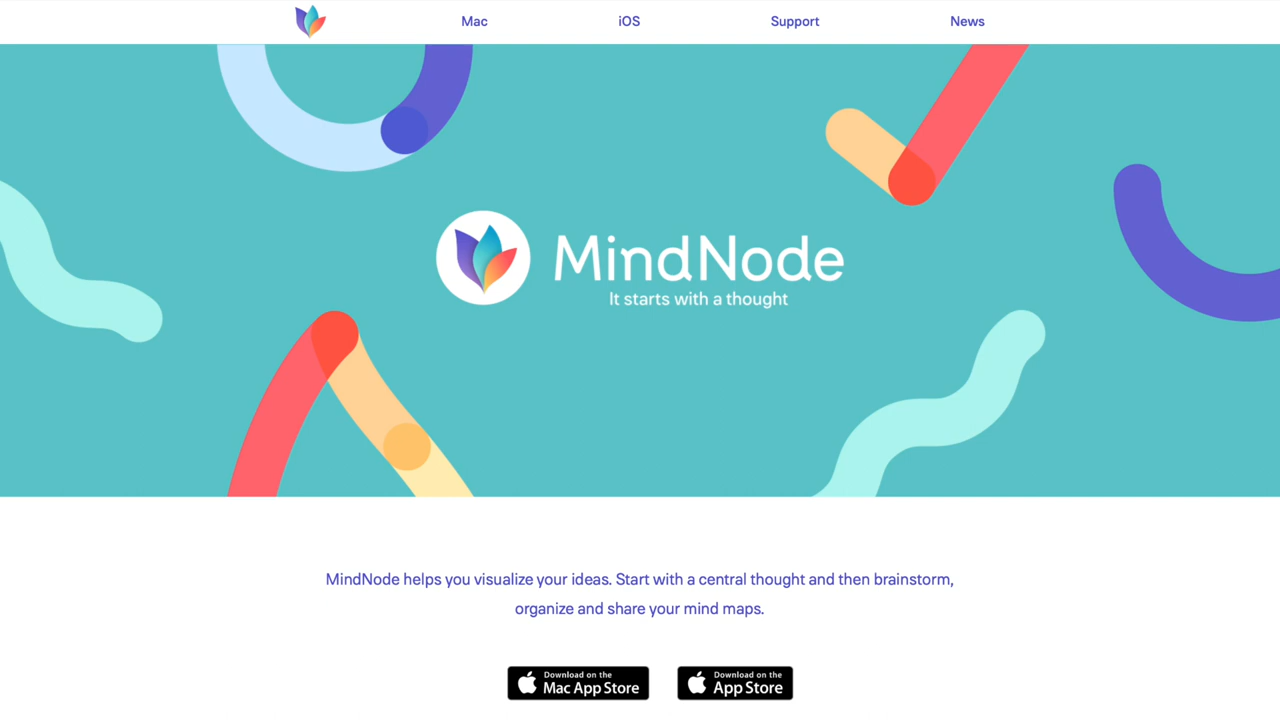 Mac
iOS
Support
News
MindNode
It starts with a thought
MindNode helps you visualize your ideas. Start with a central thought and then brainstorm,
organize and share your mind maps.
Download on the
Mac App Store
Download on the
App Store